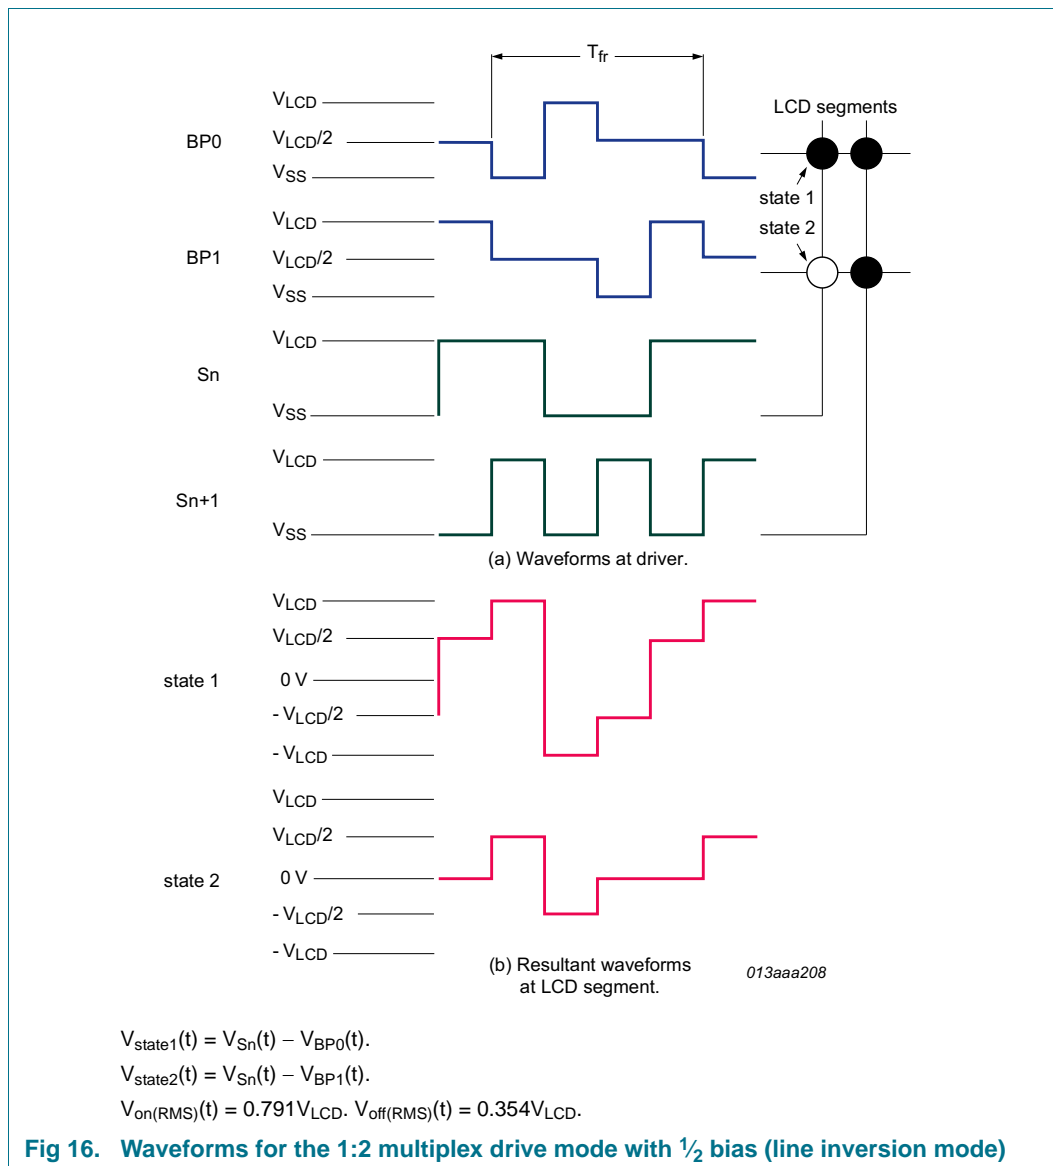 Tfr
BP0
VLCD
VLCD/2
VSS
LCD segments
state 1
state 2
BP1
VLCD
VLCD/2
VSS
Sn
VLCD
VSS
Sn+1
VLCD
VSS
(a) Waveforms at driver.
state 1
VLCD
VLCD/2
0 V
- VLCD/2
- VLCD
state 2
VLCD
VLCD/2
0 V
- VLCD/2
- VLCD
(b) Resultant waveforms
at LCD segment.
013aaa208
Vstate1(t) = VSn(t) − VBP0(t).
Vstate2(t) = VSn(t) − VBP1(t).
Von(RMS)(t) = 0.791VLCD. Voff(RMS)(t) = 0.354VLCD.
Fig 16. Waveforms for the 1:2 multiplex drive mode with 1⁄2 bias (line inversion mode)